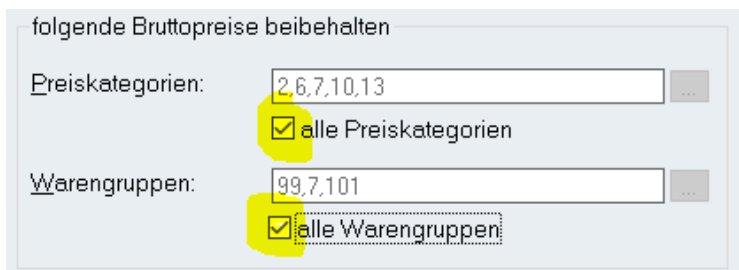 folgende Bruttopreise beibehalten
Preiskategorien: 2,6,7,10,13 ...
alle Preiskategorien
Warengruppen: 99,7,101 ...
alle Warengruppen